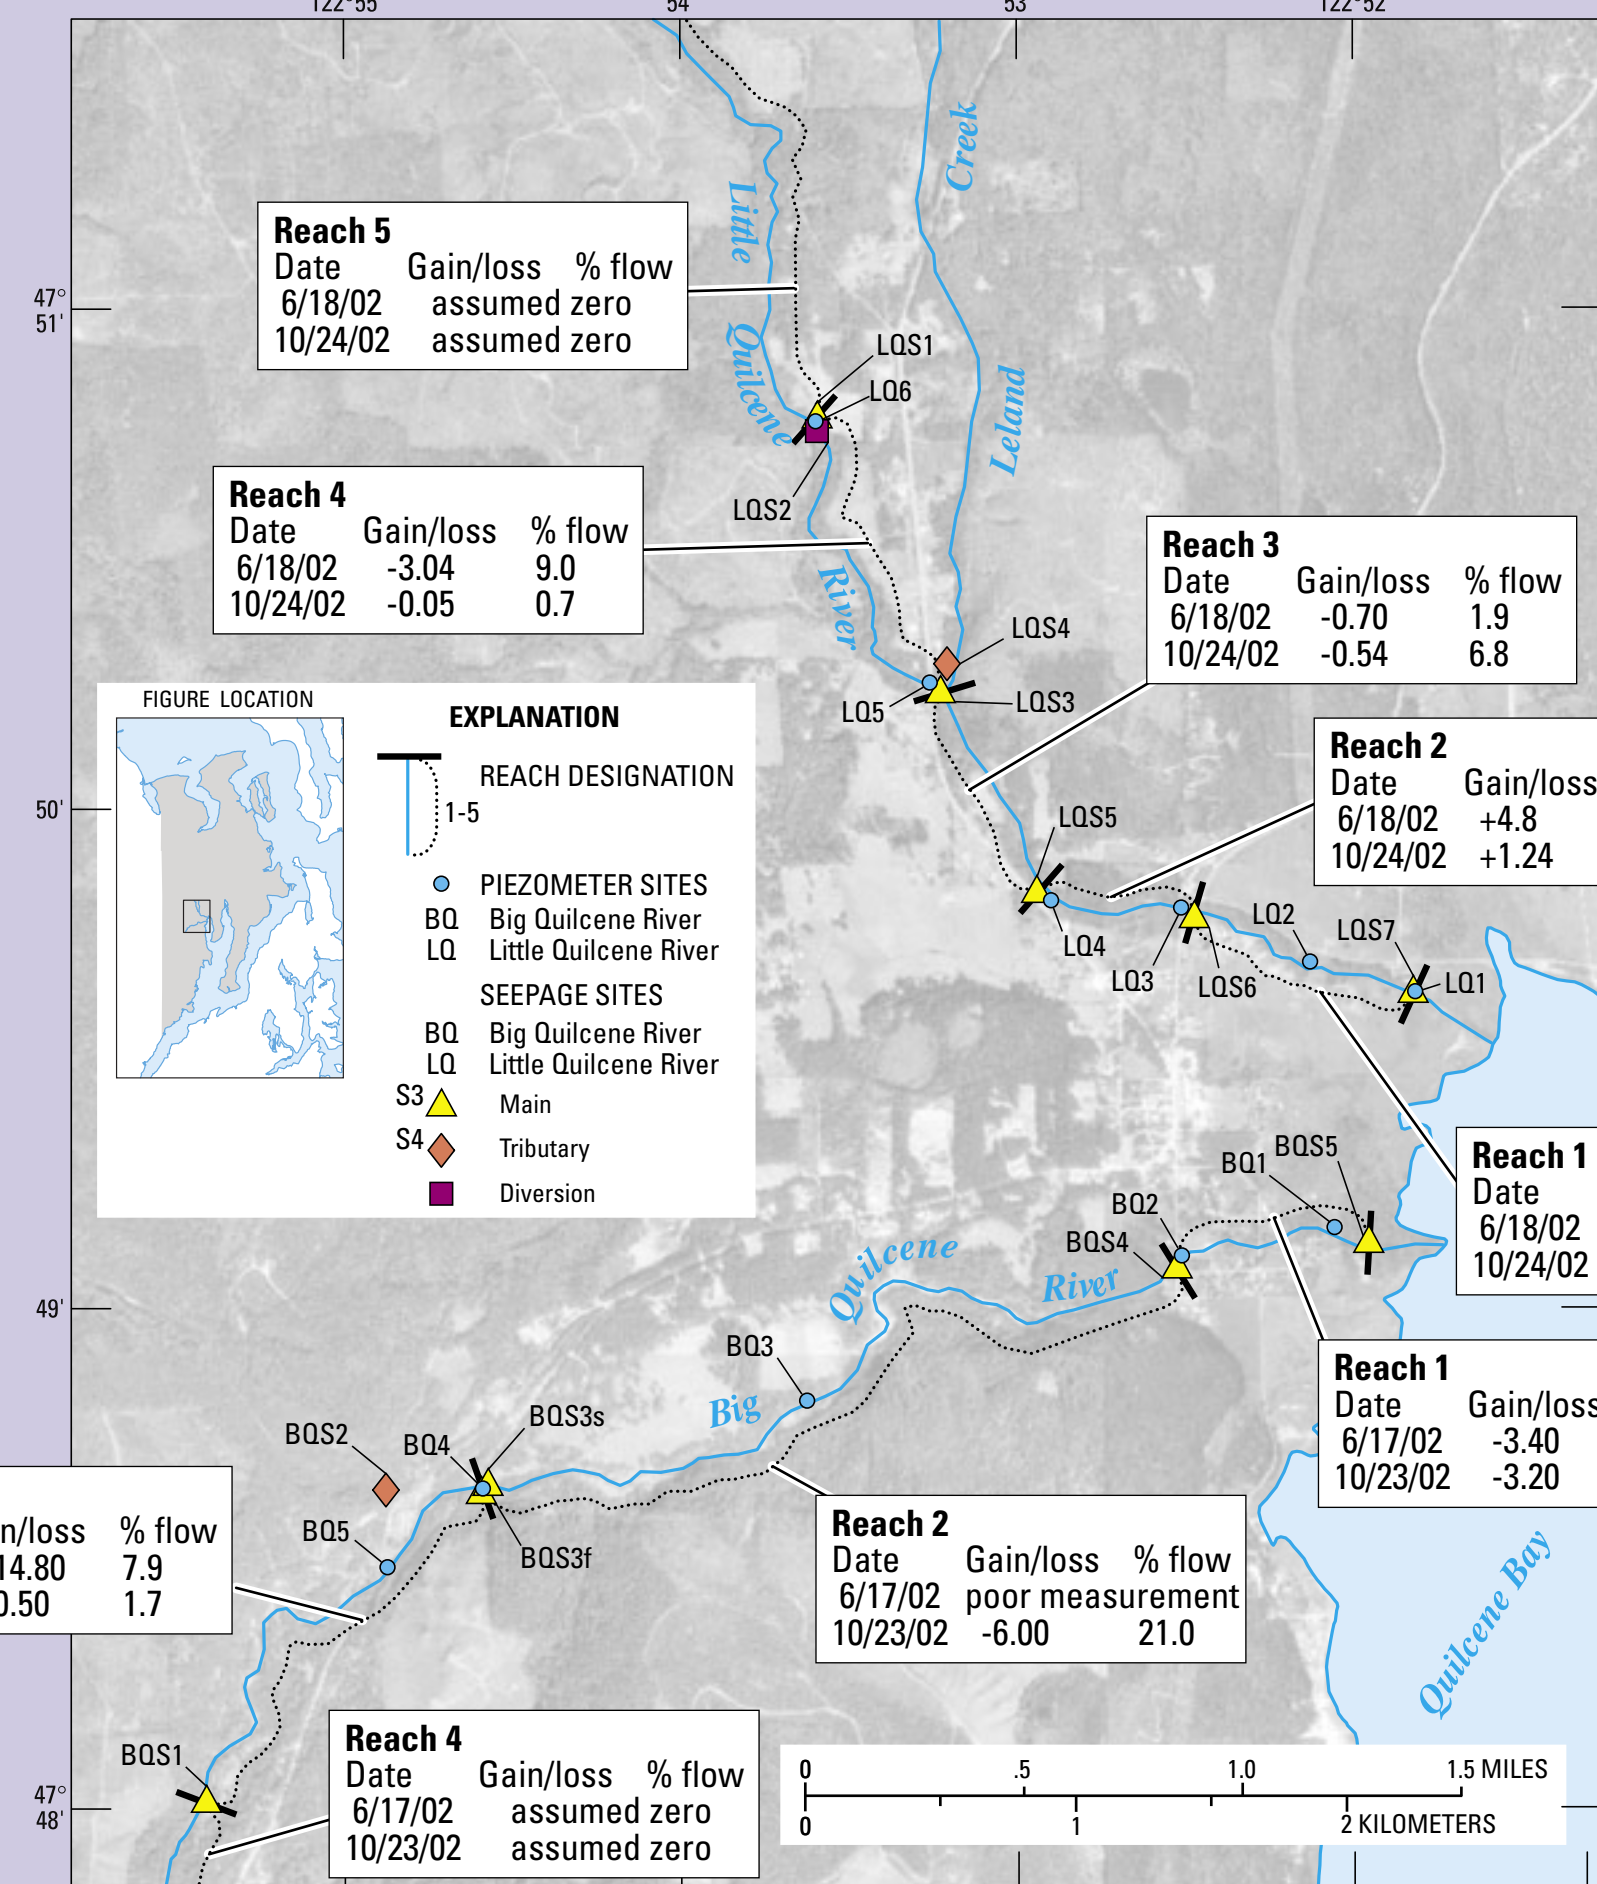 122°55'
54'
53'
122°52'
Creek
Little
Reach 5
Date Gain/loss % flow
6/18/02 assumed zero
10/24/02 assumed zero
47°
51'
Quilcene
LQS1
LQ6
Leland
Reach 4
Date Gain/loss % flow
6/18/02 -3.04 9.0
10/24/02 -0.05 0.7
LQS2
River
Reach 3
Date Gain/loss % flow
6/18/02 -0.70 1.9
10/24/02 -0.54 6.8
LQS4
LQ5
LQS3
FIGURE LOCATION
EXPLANATION
REACH DESIGNATION
1-5
PIEZOMETER SITES
BQ Big Quilcene River
LQ Little Quilcene River
SEEPAGE SITES
BQ Big Quilcene River
LQ Little Quilcene River
S3 Main
S4 Tributary
Diversion
50'
Reach 2
Date Gain/loss
6/18/02 +4.8
10/24/02 +1.24
LQS5
LQ4
LQ3
LQS6
LQ2
LQS7
LQ1
Reach 1
Date
6/18/02
10/24/02
BQ1
BQS5
BQ2
BQS4
49'
Quilcene
River
Big
BQ3
Reach 1
Date Gain/loss
6/17/02 -3.40
10/23/02 -3.20
BQS2
BQ4
BQS3s
BQ5
BQS3f
n/loss % flow
14.80 7.9
0.50 1.7
Reach 2
Date Gain/loss % flow
6/17/02 poor measurement
10/23/02 -6.00 21.0
Quilcene Bay
BQS1
47°
48'
Reach 4
Date Gain/loss % flow
6/17/02 assumed zero
10/23/02 assumed zero
0 .5 1.0 1.5 MILES
0 1 2 KILOMETERS